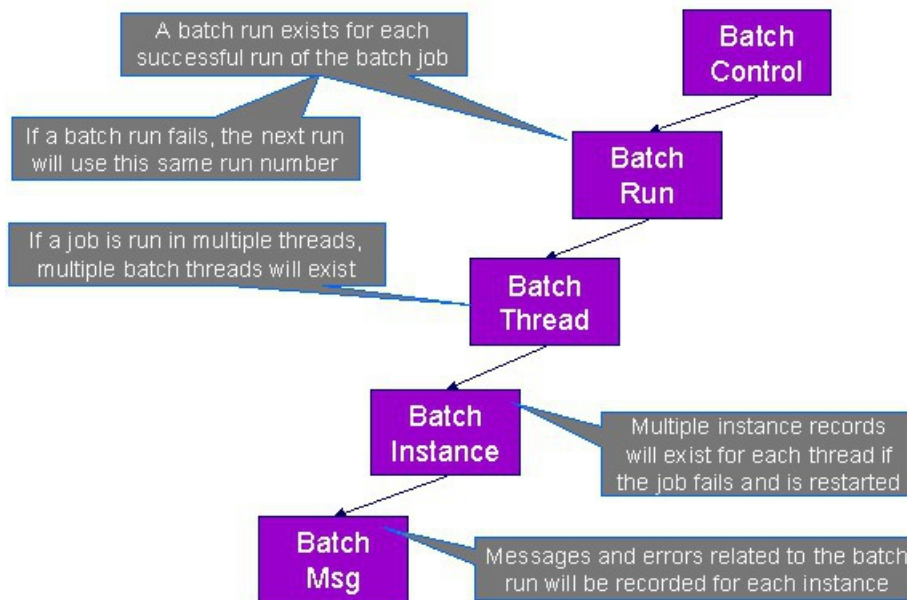 A batch run exists for each
successful run of the batch job
Batch
Control
If a batch run fails, the next run
will use this same run number
Batch
Run
If a job is run in multiple threads,
multiple batch threads will exist
Batch
Thread
Batch
Instance
Multiple instance records
will exist for each thread if
the job fails and is restarted
Batch
Msg
Messages and errors related to the batch
run will be recorded for each instance